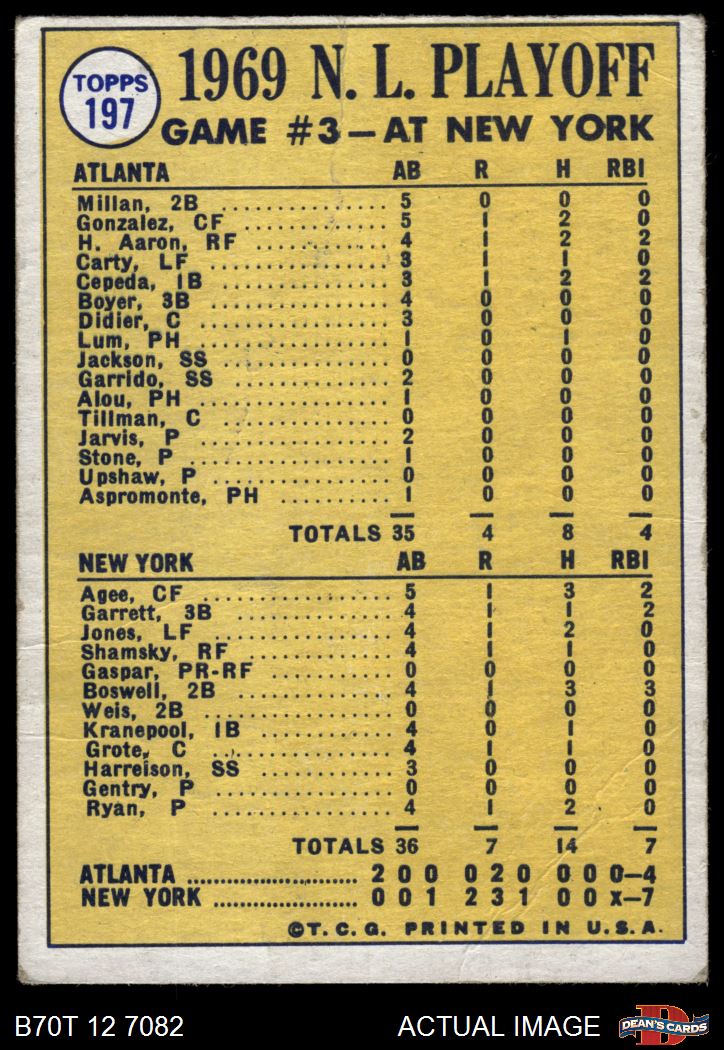 TOPPS
197
1969 N. L. PLAYOFF
GAME #3—AT NEW YORK
ATLANTA AB R H RBI
Millan, 2B .................... 5 0 0 0
Gonzalez, CF .................... 5 1 2 0
H. Aaron, RF ................ 4 1 2 2
Carty, LF .................... 3 1 1 0
Cepeda, 1B .................... 3 1 2 2
Boyer, 3B .................... 4 0 0 0
Didier, C .................... 3 0 0 0
Lum, PH .................... 1 0 1 0
Jackson, SS .................... 0 0 0 0
Garrido, SS .................... 2 0 0 0
Alou, PH .................... 1 0 0 0
Tillman, C .................... 0 0 0 0
Jarvis, P .................... 2 0 0 0
Stone, P .................... 1 0 0 0
Upshaw, P .................... 0 0 0 0
Aspromonte, PH ............ 1 0 0 0
TOTALS 35 4 8 4
NEW YORK AB R H RBI
Agee, CF .................... 5 1 3 2
Garrett, 3B .................... 4 1 1 2
Jones, LF .................... 4 1 2 0
Shamsky, RF .................... 4 1 1 0
Gaspar, PR-RF ............ 0 0 0 0
Boswell, 2B .................... 4 1 3 3
Weis, 2B .................... 0 0 0 0
Kranepool, 1B ................ 4 0 1 0
Grote, C .................... 4 1 1 0
Harreison, SS ................ 3 0 0 0
Gentry, P .................... 0 0 0 0
Ryan, P .................... 4 1 2 0
TOTALS 36 7 14 7
ATLANTA ........................ 2 0 0 0 2 0 0 0 0—4
NEW YORK .................... 0 0 1 2 3 1 0 0 x—7
©T. C. G. PRINTED IN U. S. A.
B70T 12 7082
ACTUAL IMAGE
D
DEAN'S CARDS